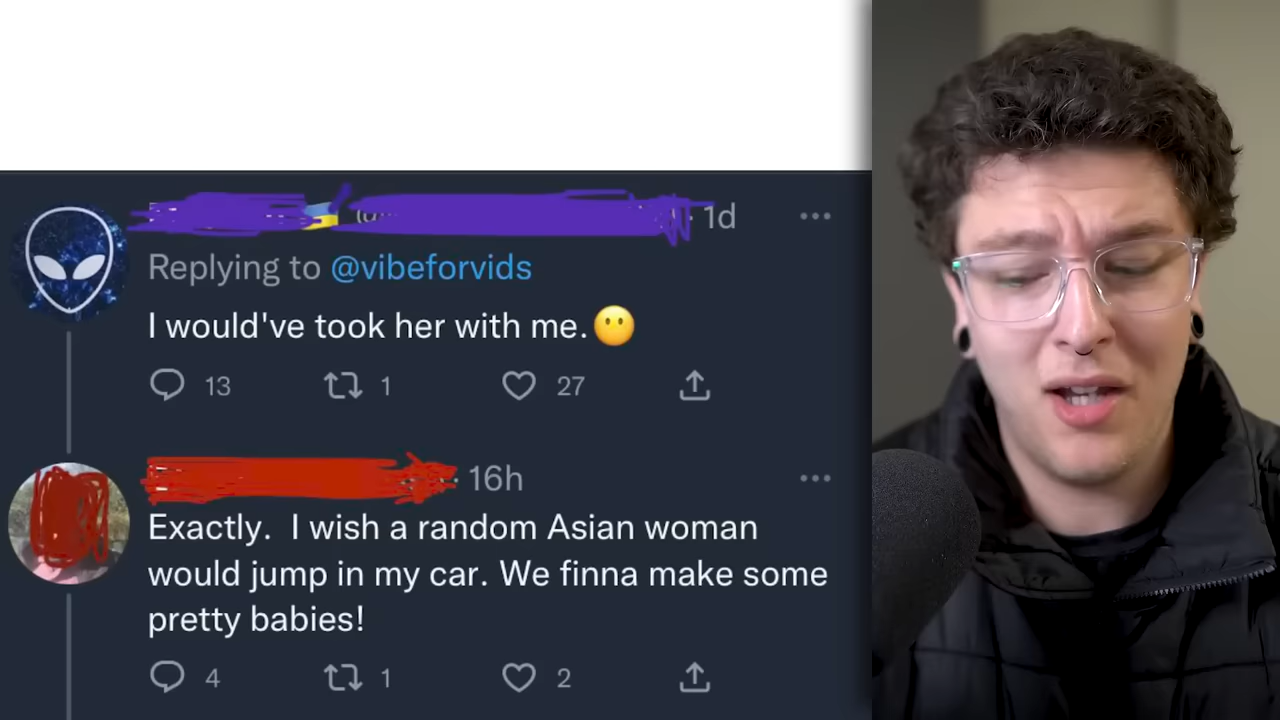 1d
Replying to @vibeforvids
I would've took her with me.😶
13 1 27
16h
Exactly. I wish a random Asian woman
would jump in my car. We finna make some
pretty babies!
4 1 2